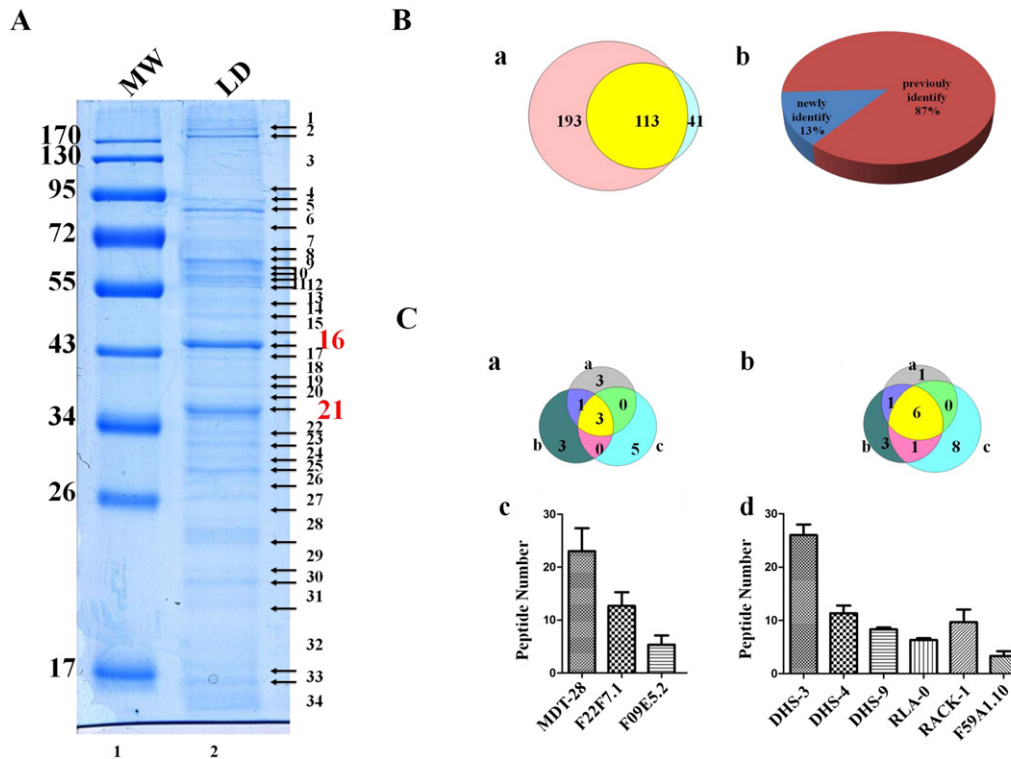 A
MW LD
170
130
95
72
55
43
34
26
17
1
2
3
4
5
6
7
8
9
10
11
12
13
14
15
16
17
18
19
20
21
22
23
24
25
26
27
28
29
30
31
32
33
34
1 2
B
a
193 113 41
b
previouly
identify
87%
newly
identify
13%
C
a
a
3
1 0
3
b 3 0 5 c
b
a
1
1 0
6
b 3 1 8 c
c
Peptide Number
30
20
10
0
MDT-28 F22F7.1 F09E5.2
d
Peptide Number
30
20
10
0
DHS-3 DHS-4 DHS-9 RLA-0 RACK-1 F59A1.10